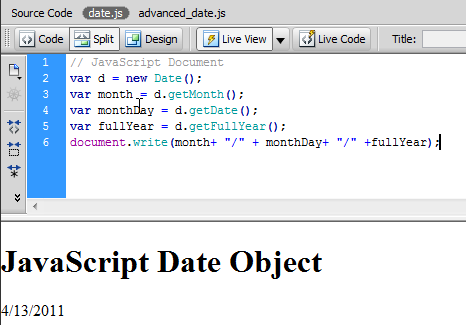 Source Code date.js advanced_date.js
Code Split Design Live View Live Code Title:
1 // JavaScript Document
2 var d = new Date();
3 var month = d.getMonth();
4 var monthDay = d.getDate();
5 var fullYear = d.getFullYear();
6 document.write(month+ "/" + monthDay+ "/" +fullYear);
JavaScript Date Object
4/13/2011